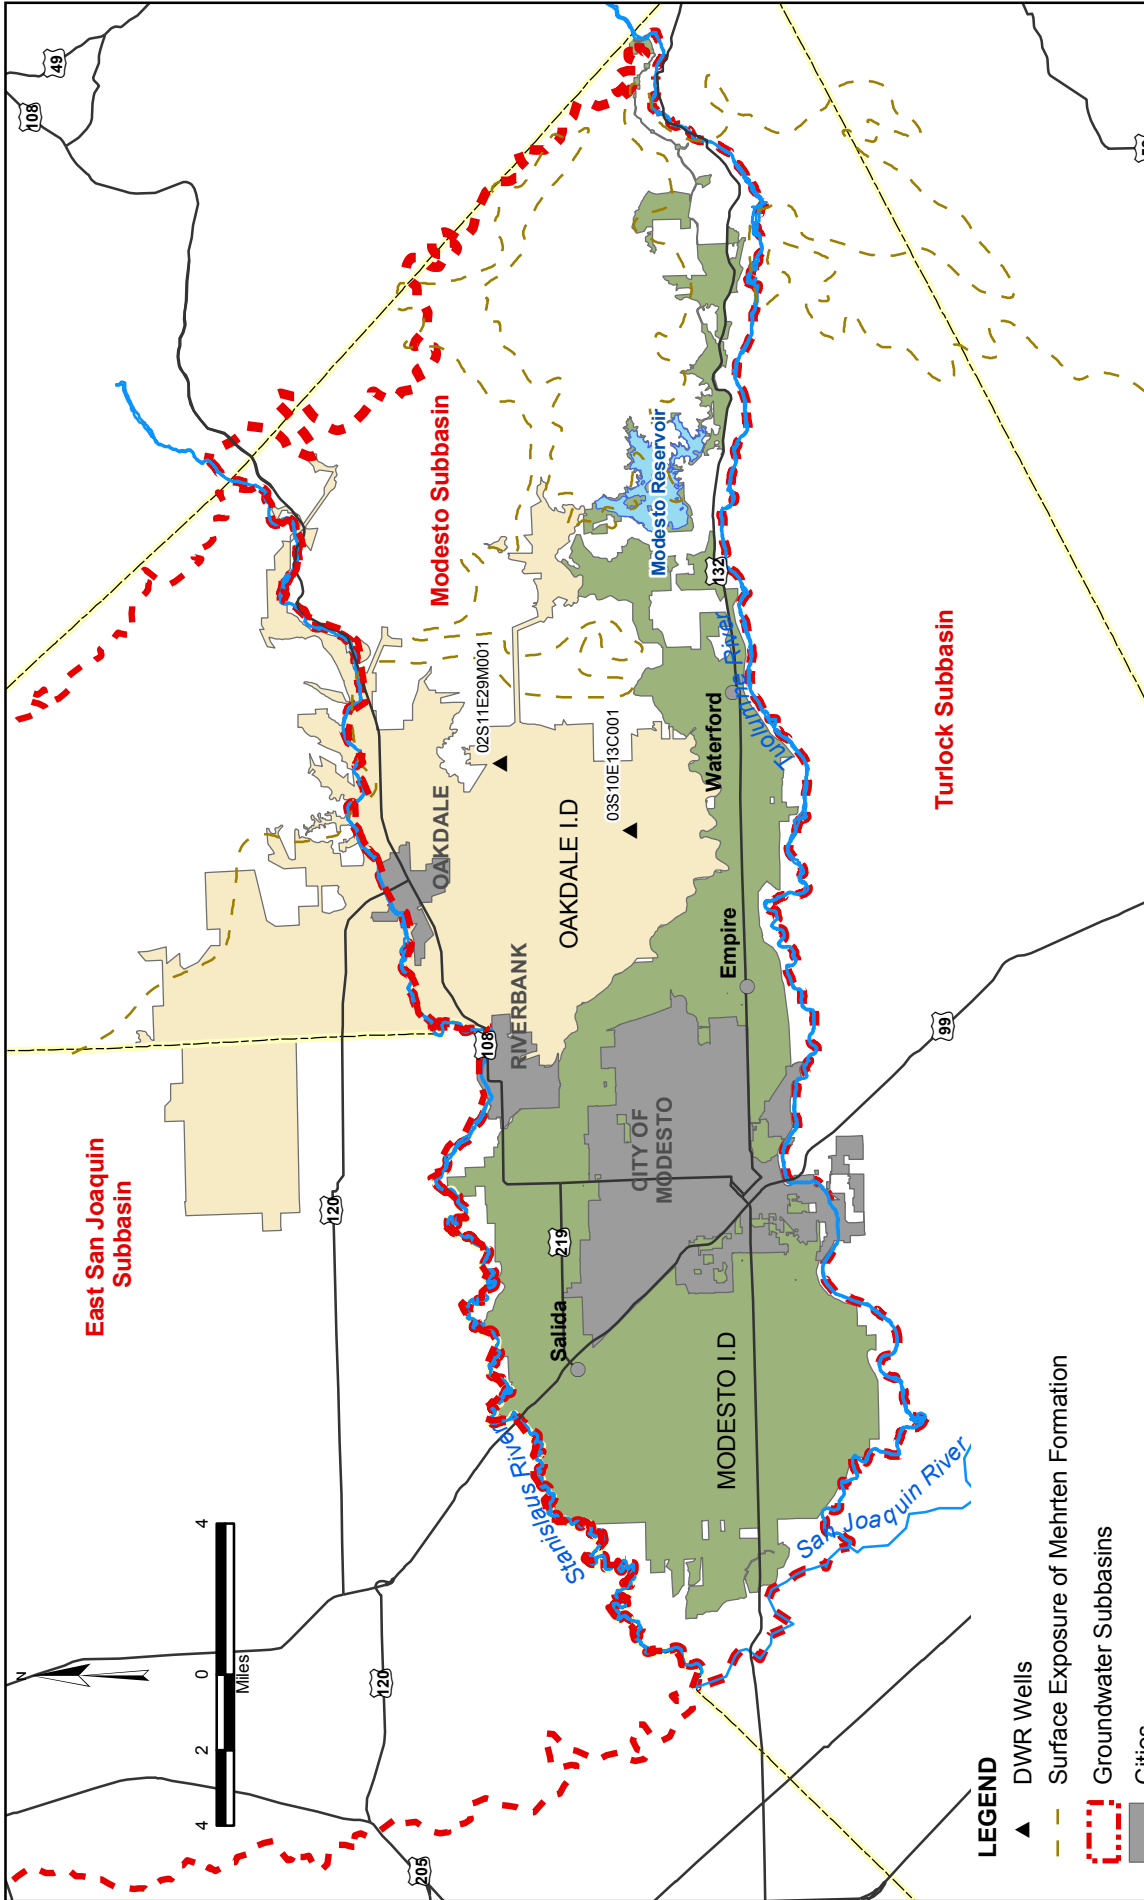 49
108
East San Joaquin
Subbasin
120
Modesto Subbasin
Modesto Reservoir
OAKDALE
02S11E29M001
OAKDALE I.D
03S10E13C001
RIVERBANK
108
132
Tuolumne River
Waterford
Empire
CITY OF
MODESTO
219
Salida
MODESTO I.D
Stanislaus River
San Joaquin River
Turlock Subbasin
99
120
205
N
4
2
0
4
Miles
LEGEND
DWR Wells
Surface Exposure of Mehrten Formation
Groundwater Subbasins